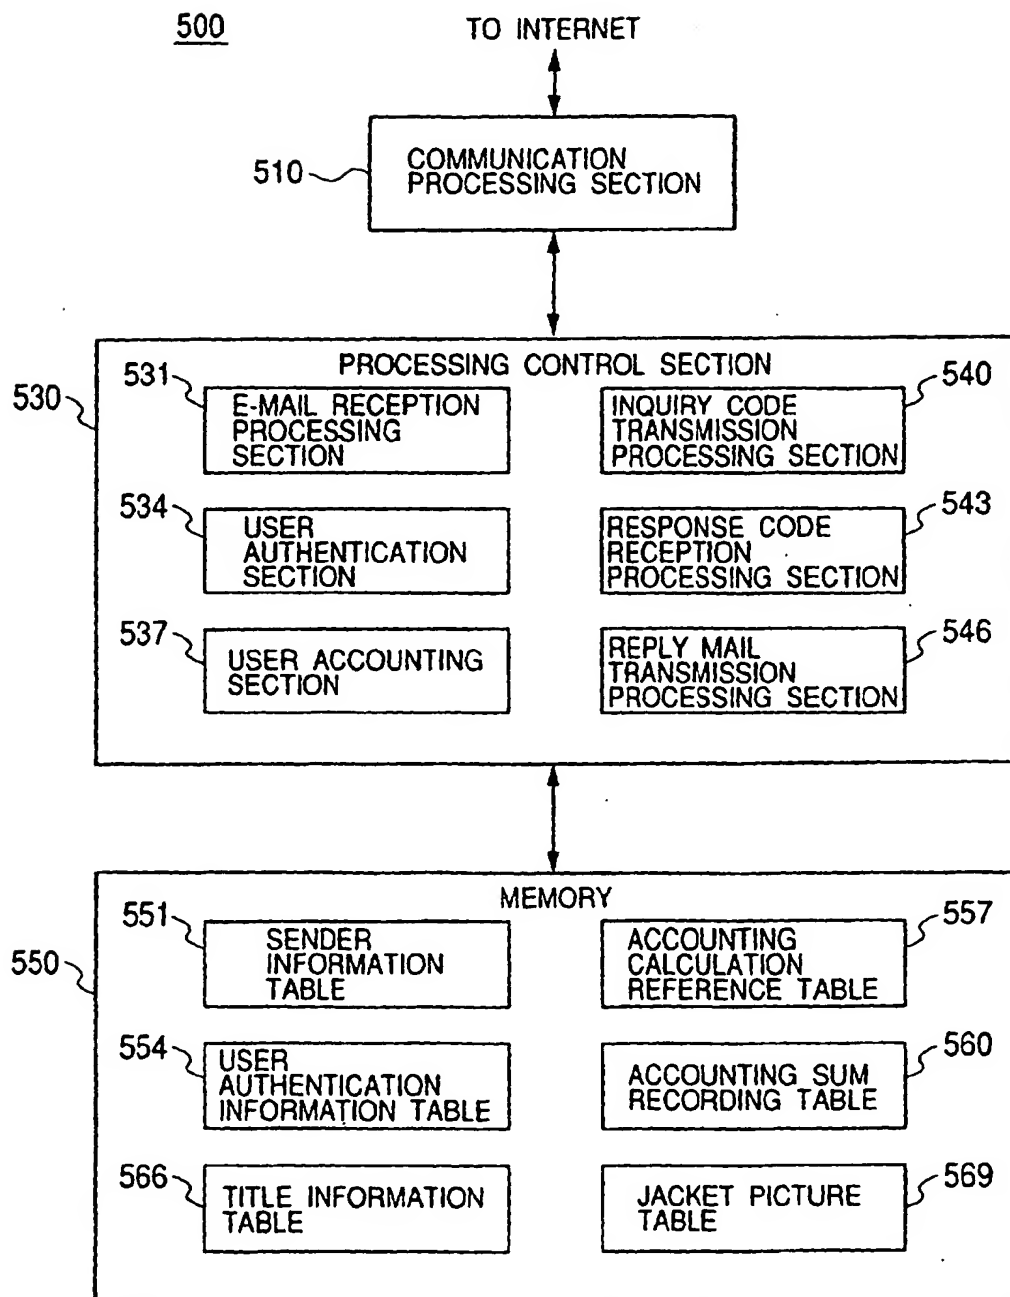 500
TO INTERNET
510
COMMUNICATION
PROCESSING SECTION
530
PROCESSING CONTROL SECTION
531
E-MAIL RECEPTION
PROCESSING
SECTION
540
INQUIRY CODE
TRANSMISSION
PROCESSING SECTION
534
USER
AUTHENTICATION
SECTION
543
RESPONSE CODE
RECEPTION
PROCESSING SECTION
537
USER ACCOUNTING
SECTION
546
REPLY MAIL
TRANSMISSION
PROCESSING SECTION
550
MEMORY
551
SENDER
INFORMATION
TABLE
557
ACCOUNTING
CALCULATION
REFERENCE TABLE
554
USER
AUTHENTICATION
INFORMATION TABLE
560
ACCOUNTING SUM
RECORDING TABLE
566
TITLE INFORMATION
TABLE
569
JACKET PICTURE
TABLE